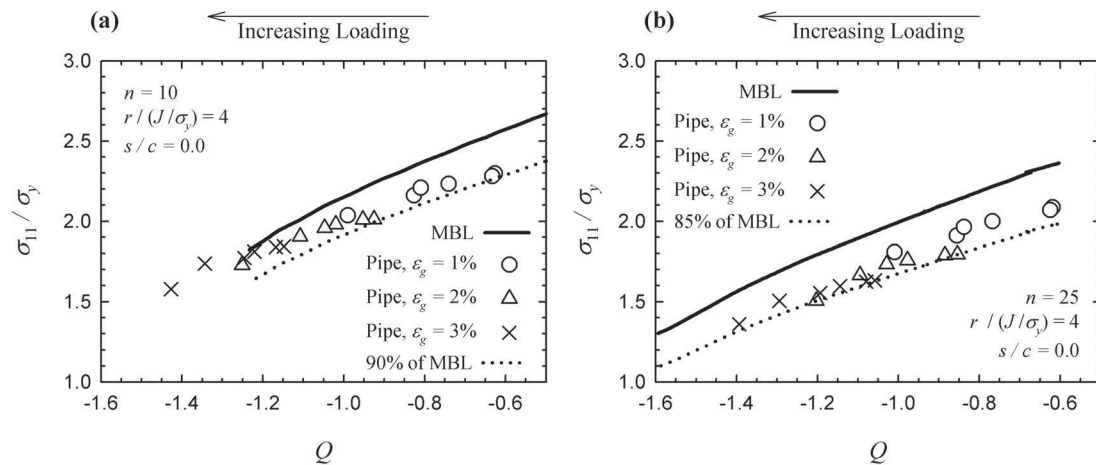 (a)
Increasing Loading
3.0
2.5
2.0
1.5
1.0
σ11 / σy
n = 10
r / (J / σy) = 4
s / c = 0.0
MBL
Pipe, εg = 1%
Pipe, εg = 2%
Pipe, εg = 3%
90% of MBL
-1.6 -1.4 -1.2 -1.0 -0.8 -0.6
Q
(b)
Increasing Loading
3.0
2.5
2.0
1.5
1.0
σ11 / σy
MBL
Pipe, εg = 1%
Pipe, εg = 2%
Pipe, εg = 3%
85% of MBL
n = 25
r / (J / σy) = 4
s / c = 0.0
-1.6 -1.4 -1.2 -1.0 -0.8 -0.6
Q